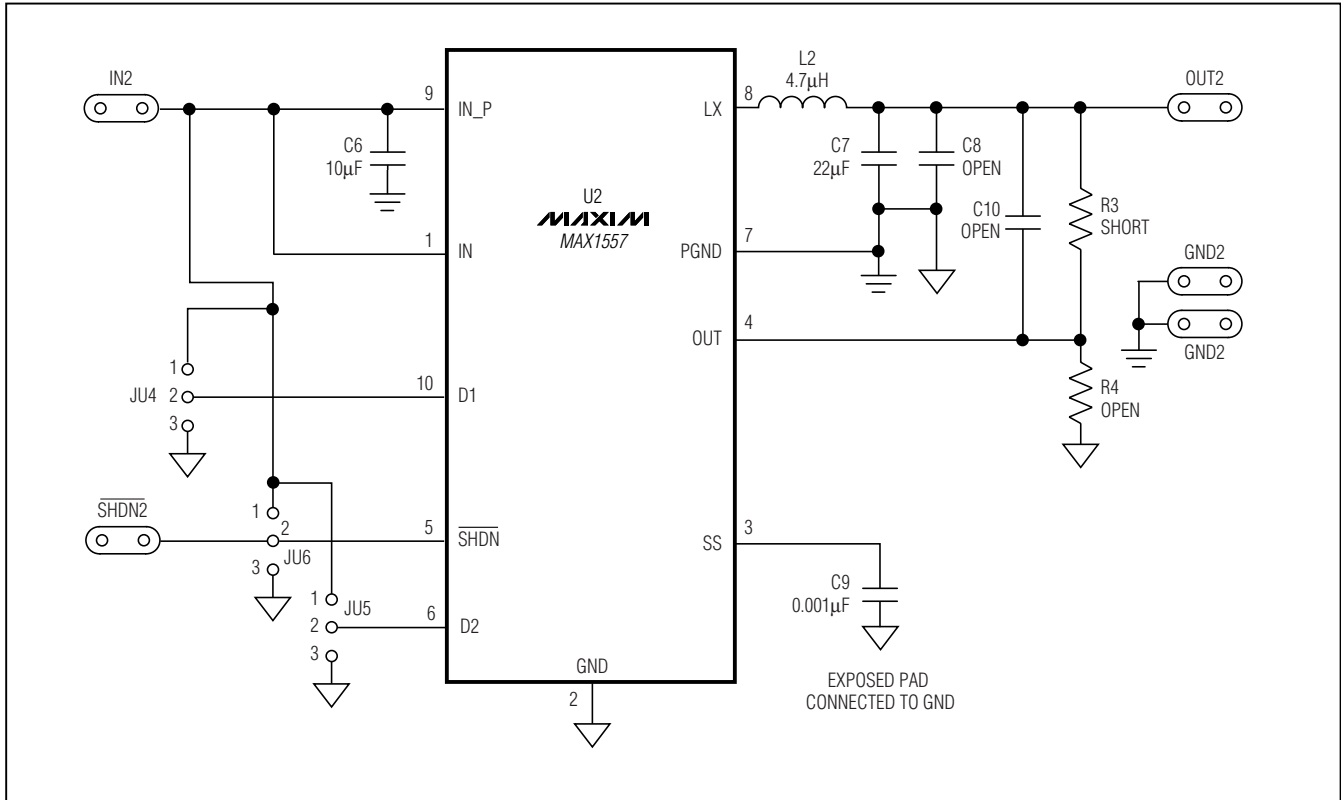 IN2
9
IN_P
C6
10µF
1
IN
U2
MAXIM
MAX1557
L2
4.7µH
8
LX
OUT2
C7
22µF
C8
OPEN
C10
OPEN
R3
SHORT
7
PGND
GND2
GND2
4
OUT
R4
OPEN
1
JU4 2
3
10
D1
SHDN2
1
2
JU6
3
5
SHDN
1
JU5
2
3
6
D2
3
SS
C9
0.001µF
GND
2
EXPOSED PAD
CONNECTED TO GND